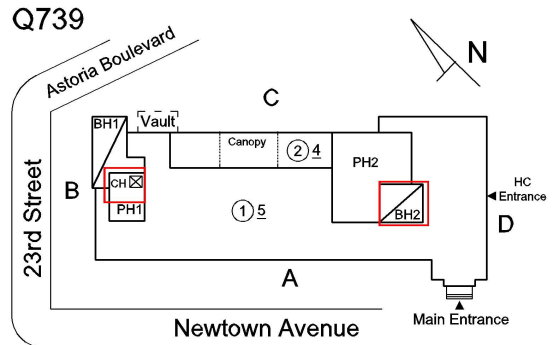 Q739
Astoria Boulevard
N
C
BH1
Vault
Canopy
2 4
PH2
CH
B
PH1
1 5
BH2
HC
Entrance
D
23rd Street
A
Main Entrance
Newtown Avenue